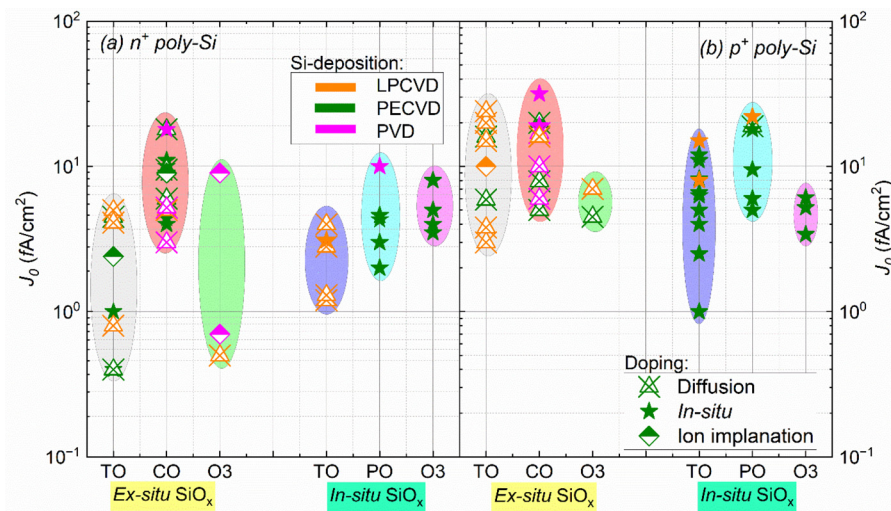 10²
(a) n⁺ poly-Si
(b) p⁺ poly-Si
10²
Si-deposition:
LPCVD
PECVD
PVD
10¹
10¹
J₀ (fA/cm²)
J₀ (fA/cm²)
10⁰
10⁰
Doping:
Diffusion
In-situ
Ion implanation
10⁻¹
10⁻¹
TO CO O3 TO PO O3 TO CO O3 TO PO O3
Ex-situ SiOₓ In-situ SiOₓ Ex-situ SiOₓ In-situ SiOₓ